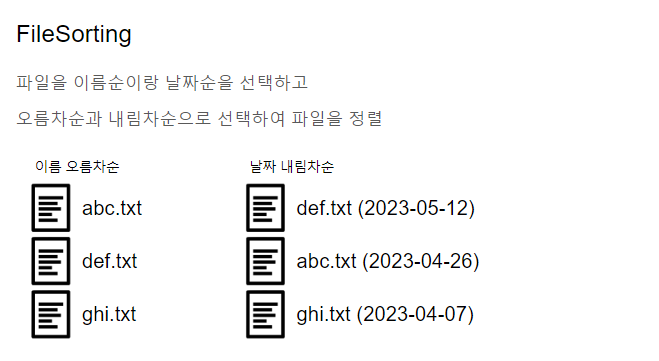 FileSorting
파일을 이름순이랑 날짜순을 선택하고
오름차순과 내림차순으로 선택하여 파일을 정렬
이름 오름차순
abc.txt
def.txt
ghi.txt
날짜 내림차순
def.txt (2023-05-12)
abc.txt (2023-04-26)
ghi.txt (2023-04-07)